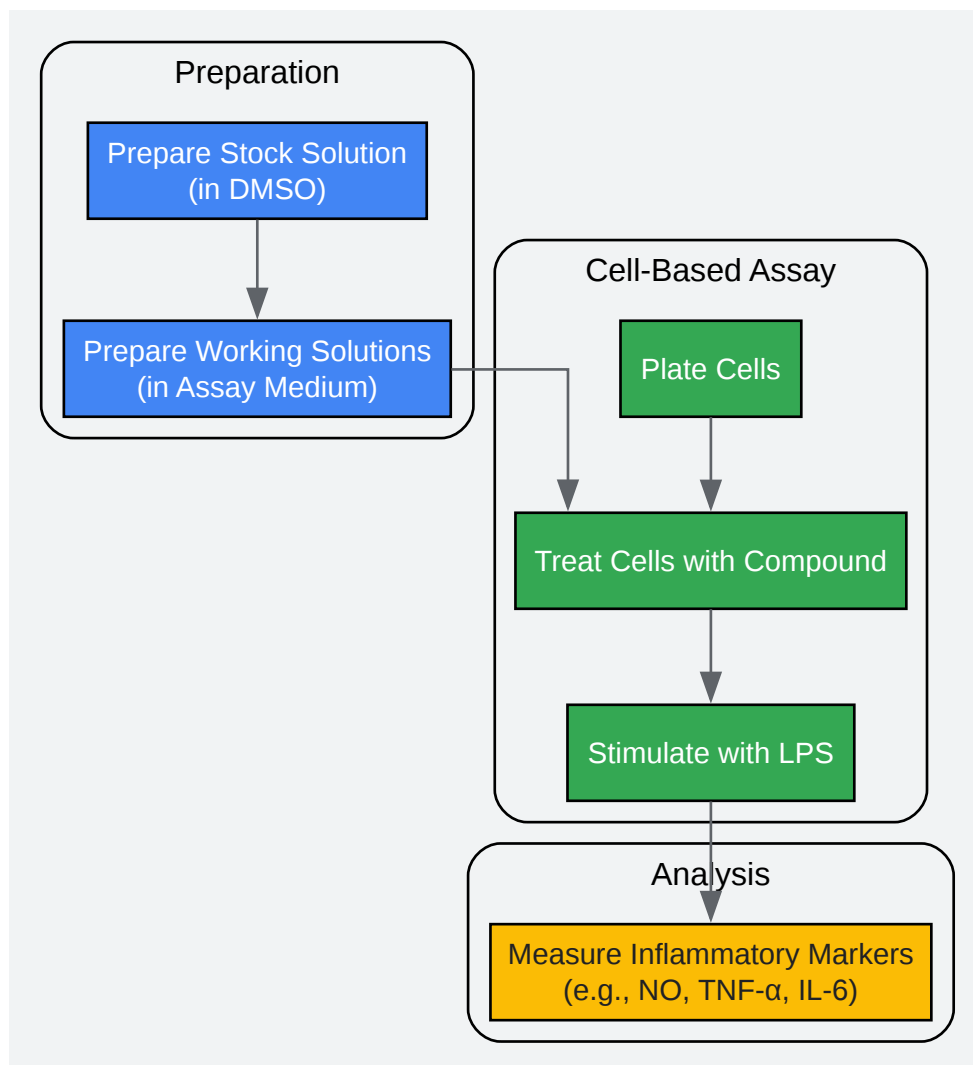 Preparation
Prepare Stock Solution
(in DMSO)
Prepare Working Solutions
(in Assay Medium)
Cell-Based Assay
Plate Cells
Treat Cells with Compound
Stimulate with LPS
Analysis
Measure Inflammatory Markers
(e.g., NO, TNF-α, IL-6)